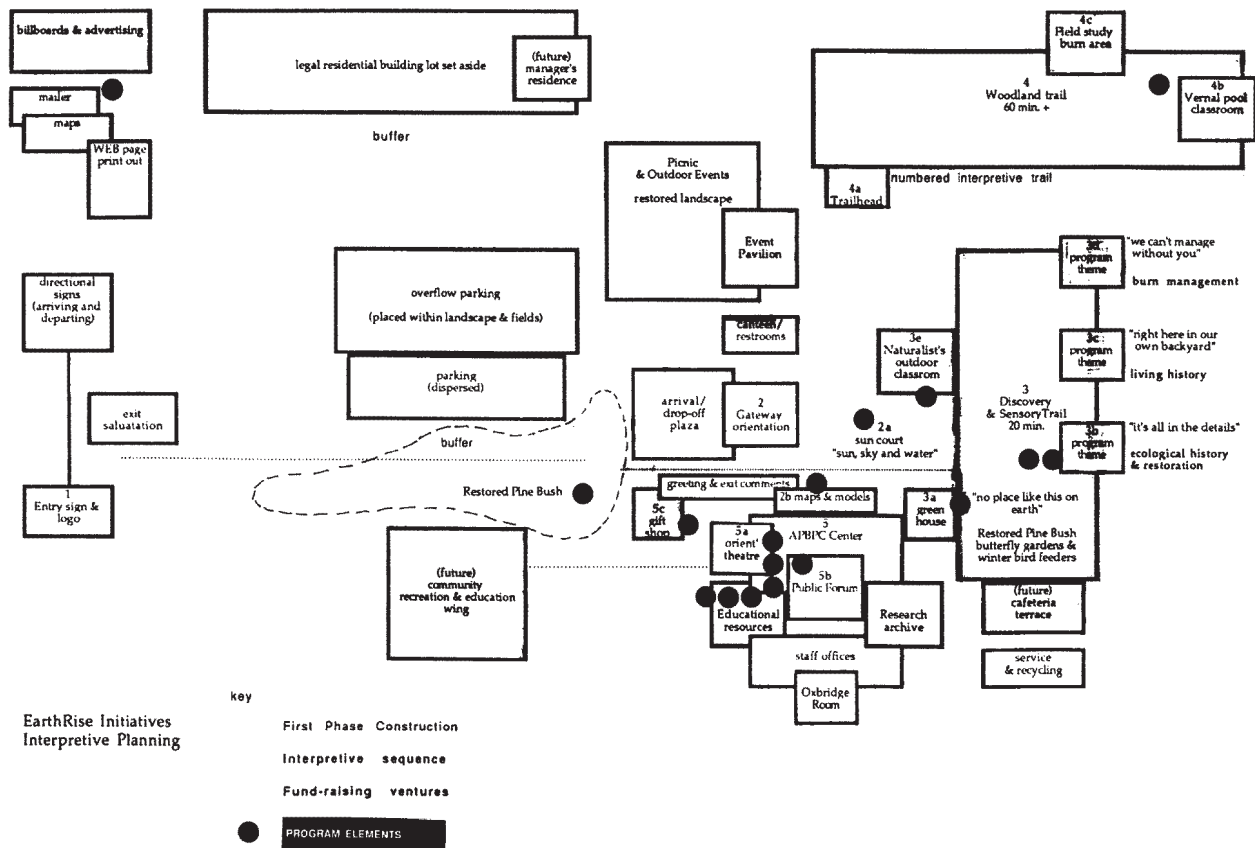 billboards & advertising
mailer
maps
WEB page
print out
legal residential building lot set aside
(future)
manager's
residence
buffer
4c
Field study
burn area
4
Woodland trail
60 min. +
4b
Vernal pool
classroom
4a
Trailhead
numbered interpretive trail
Picnic
& Outdoor Events
restored landscape
Event
Pavilion
directional
signs
(arriving and
departing)
overflow parking
(placed within landscape & fields)
parking
(dispersed)
canteen/
restrooms
3e
Naturalist's
outdoor
classrom
program
theme
"we can't manage
without you"
burn management
3c
program
theme
"right here in our
own backyard"
living history
3
Discovery
& SensoryTrail
20 min.
3b
program
theme
"it's all in the details"
ecological history
& restoration
exit
saluatation
buffer
arrival/
drop-off
plaza
2
Gateway
orientation
2a
sun court
"sun, sky and water"
1
Entry sign &
logo
Restored Pine Bush
greeting & exit comments
2b maps & models
5c
gift
shop
3a
green
house
"no place like this on
earth"
Restored Pine Bush
butterfly gardens &
winter bird feeders
5a
orient'
theatre
5
APBPC Center
5b
Public Forum
(future)
community
recreation & education
wing
Educational
resources
Research
archive
(future)
cafeteria
terrace
staff offices
service
& recycling
Oxbridge
Room
key
EarthRise Initiatives
Interpretive Planning
First Phase Construction
Interpretive sequence
Fund-raising ventures
PROGRAM ELEMENTS